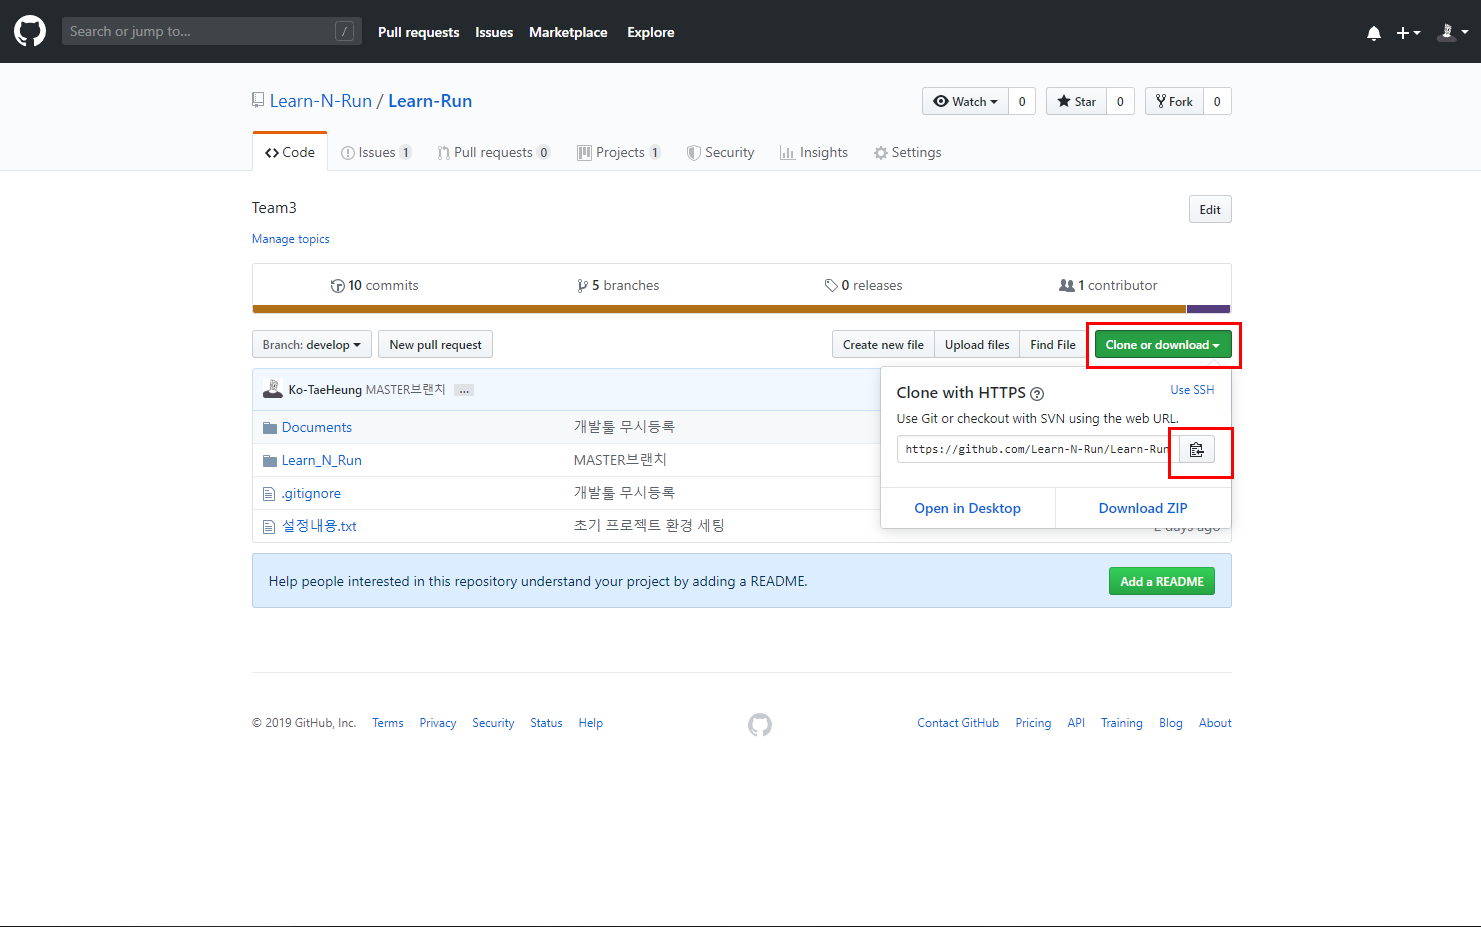 Search or jump to... / Pull requests Issues Marketplace Explore
Learn-N-Run / Learn-Run Watch 0 Star 0 Fork 0
Code Issues 1 Pull requests 0 Projects 1 Security Insights Settings
Team3 Edit
Manage topics
10 commits 5 branches 0 releases 1 contributor
Branch: develop New pull request Create new file Upload files Find File Clone or download
Ko-TaeHeung MASTER브랜치 ...
Clone with HTTPS ? Use SSH
Use Git or checkout with SVN using the web URL.
https://github.com/Learn-N-Run/Learn-Run
Open in Desktop Download ZIP
Documents 개발툴 무시등록
Learn_N_Run MASTER브랜치
.gitignore 개발툴 무시등록
설정내용.txt 초기 프로젝트 환경 세팅 2 days ago
Help people interested in this repository understand your project by adding a README. Add a README
© 2019 GitHub, Inc. Terms Privacy Security Status Help Contact GitHub Pricing API Training Blog About